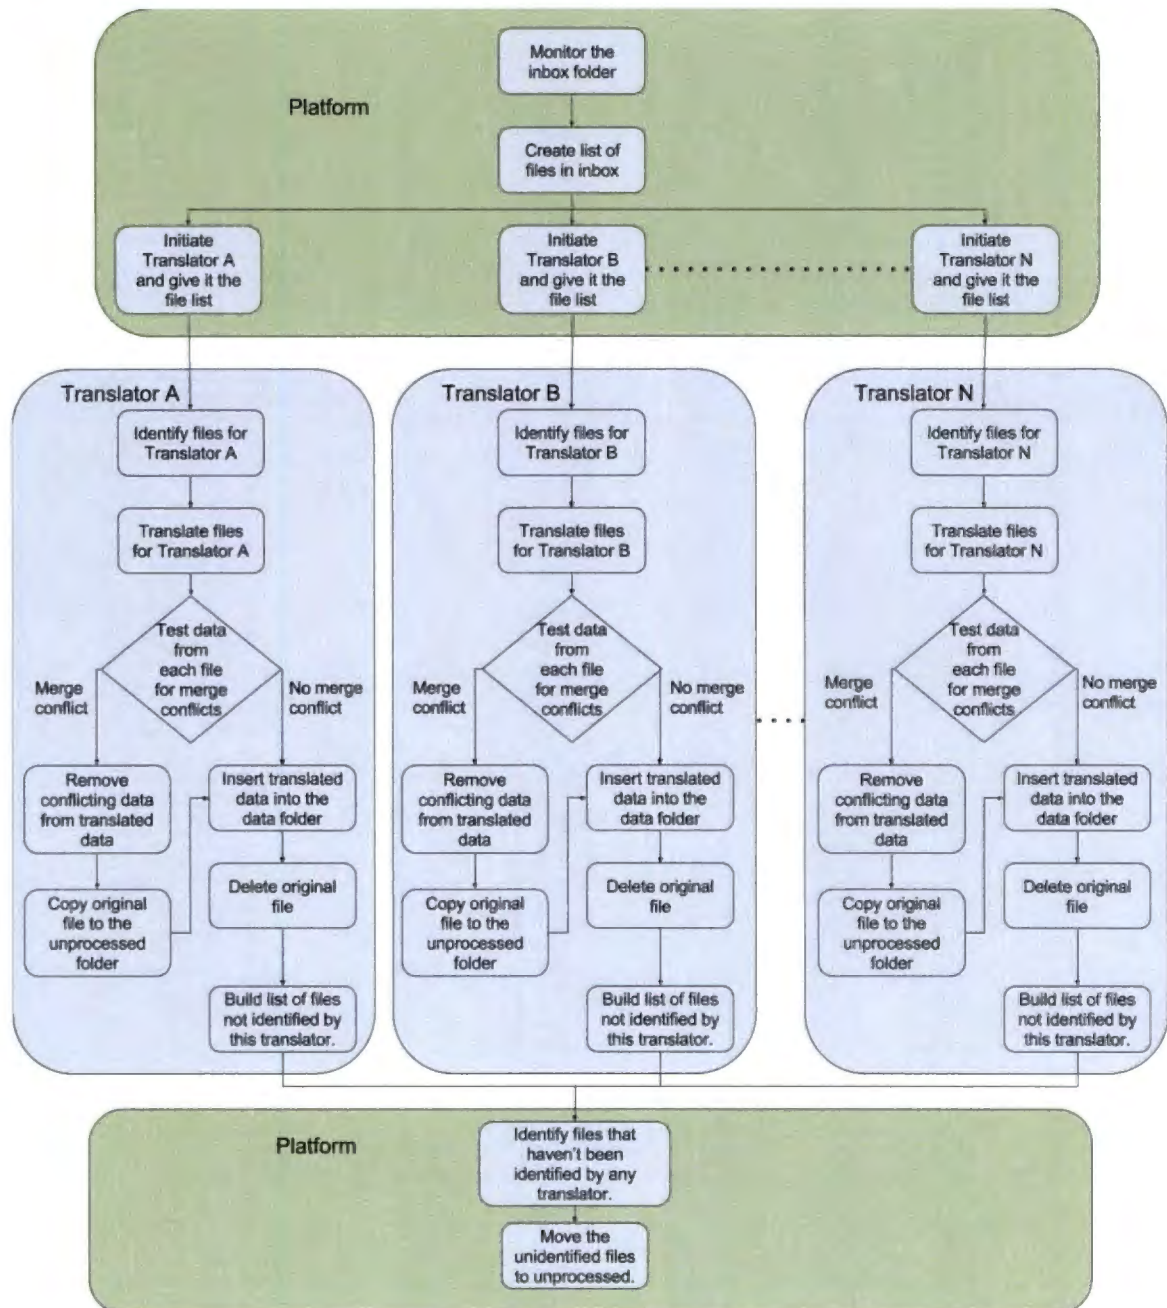 Monitor the
inbox folder
Platform
Create list of
files in inbox
Initiate
Translator A
and give it the
file list
Initiate
Translator B
and give it the
file list
Initiate
Translator N
and give it the
file list
Translator A
Identify files for
Translator A
Translate files
for Translator A
Test data
from
each file
for merge
conflicts
Merge
conflict
No merge
conflict
Remove
conflicting data
from translated
data
Insert translated
data into the
data folder
Copy original
file to the
unprocessed
folder
Delete original
file
Build list of files
not identified by
this translator.
Translator B
Identify files for
Translator B
Translate files
for Translator B
Test data
from
each file
for merge
conflicts
Merge
conflict
No merge
conflict
Remove
conflicting data
from translated
data
Insert translated
data into the
data folder
Copy original
file to the
unprocessed
folder
Delete original
file
Build list of files
not identified by
this translator.
Translator N
Identify files for
Translator N
Translate files
for Translator N
Test data
from
each file
for merge
conflicts
Merge
conflict
No merge
conflict
Remove
conflicting data
from translated
data
Insert translated
data into the
data folder
Copy original
file to the
unprocessed
folder
Delete original
file
Build list of files
not identified by
this translator.
Platform
Identify files that
haven't been
identified by any
translator.
Move the
unidentified files
to unprocessed.